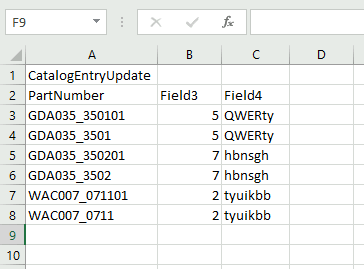 F9
fx
A B C D
1 CatalogEntryUpdate
2 PartNumber Field3 Field4
3 GDA035_350101 5 QWERty
4 GDA035_3501 5 QWERty
5 GDA035_350201 7 hbnsgh
6 GDA035_3502 7 hbnsgh
7 WAC007_071101 2 tyuikbb
8 WAC007_0711 2 tyuikbb
9
10